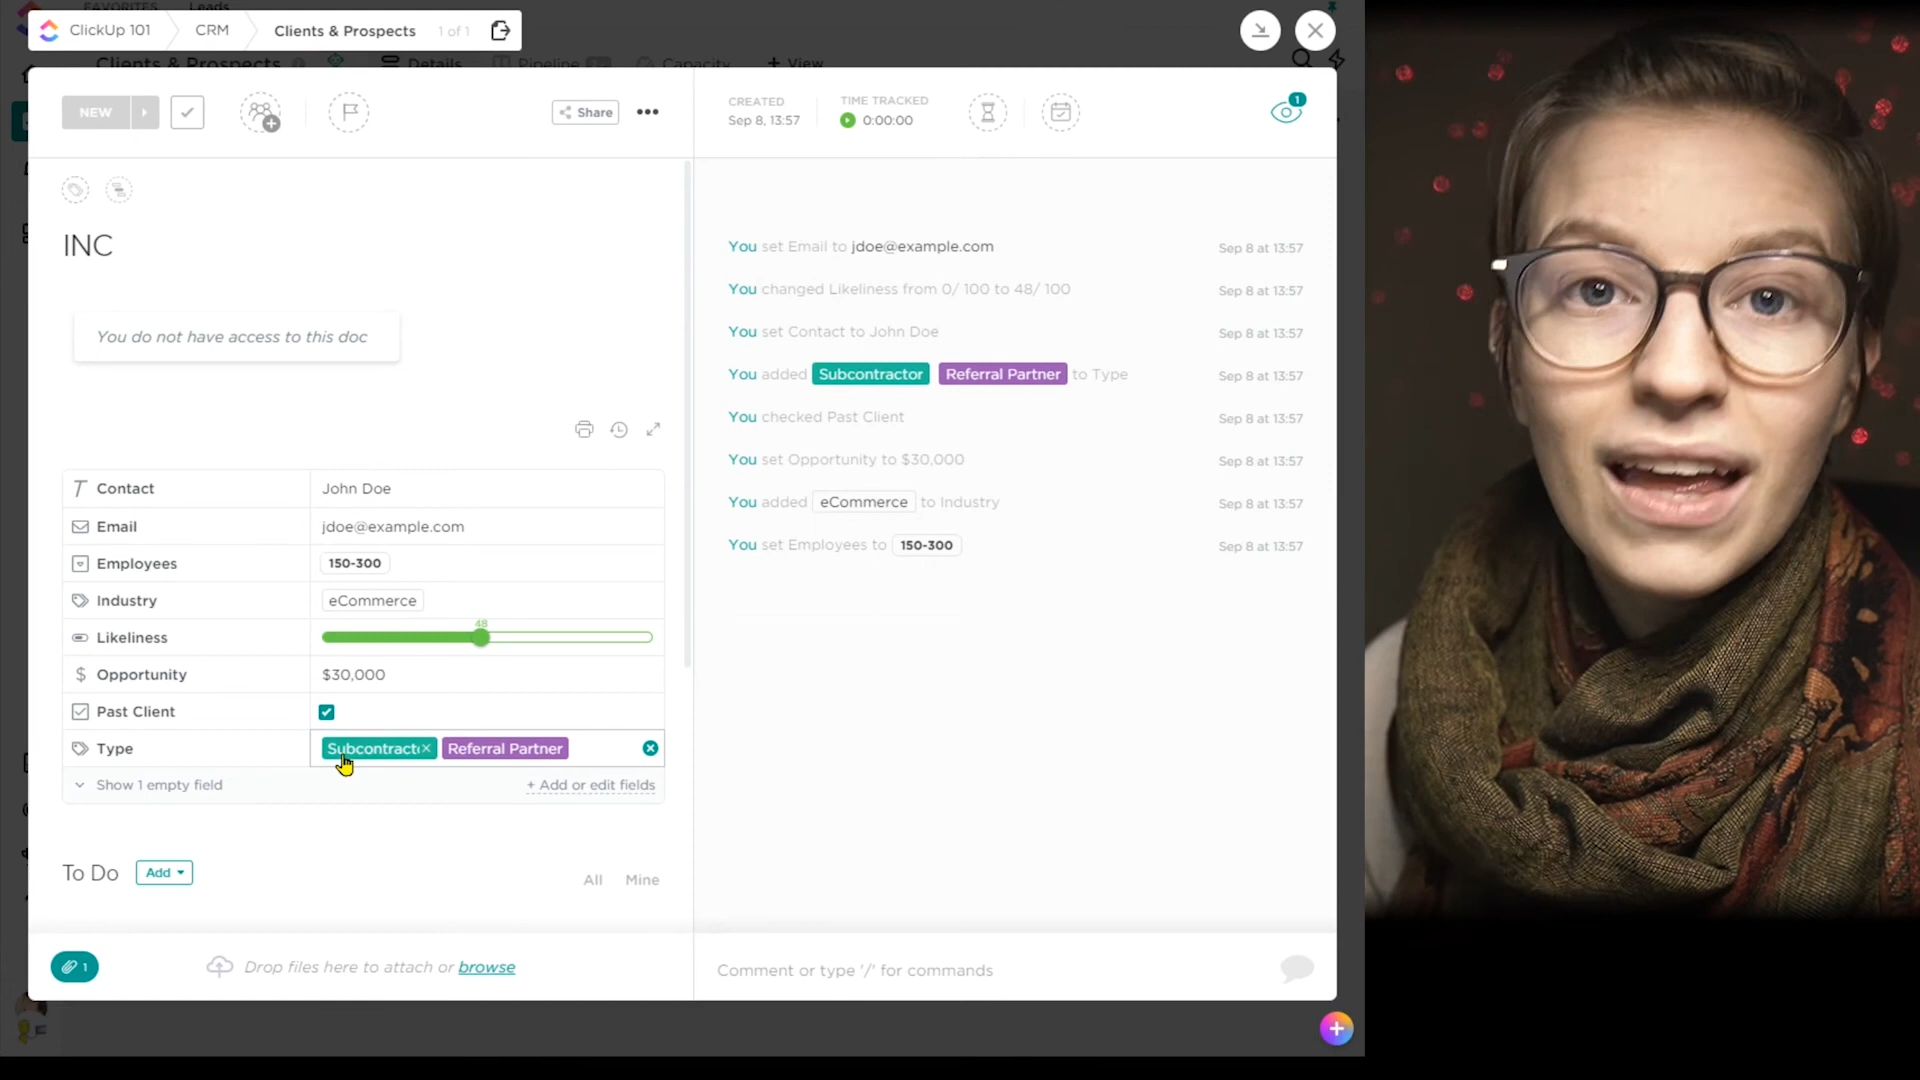 FAVORITES Leads
ClickUp 101 CRM Clients & Prospects 1 of 1
Clients & Prospects Details Pipeline Capacity + View
NEW
Share
CREATED
Sep 8, 13:57
TIME TRACKED
0:00:00
1
INC
You do not have access to this doc
Contact John Doe
Email jdoe@example.com
Employees 150-300
Industry eCommerce
48
Likeliness
Opportunity $30,000
Past Client
Type Subcontract Referral Partner
Show 1 empty field + Add or edit fields
To Do Add All Mine
1 Drop files here to attach or browse
You set Email to jdoe@example.com Sep 8 at 13:57
You changed Likeliness from 0/ 100 to 48/ 100 Sep 8 at 13:57
You set Contact to John Doe Sep 8 at 13:57
You added Subcontractor Referral Partner to Type Sep 8 at 13:57
You checked Past Client Sep 8 at 13:57
You set Opportunity to $30,000 Sep 8 at 13:57
You added eCommerce to Industry Sep 8 at 13:57
You set Employees to 150-300 Sep 8 at 13:57
Comment or type '/' for commands